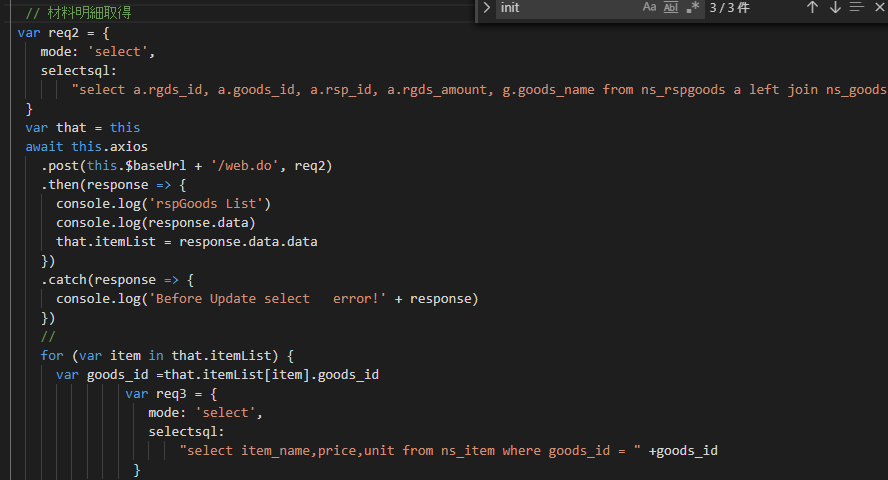 // 材料明細取得
init
Aa Abl .* 3 / 3 件
var req2 = {
mode: 'select',
selectsql:
"select a.rgds_id, a.goods_id, a.rsp_id, a.rgds_amount, g.goods_name from ns_rspgoods a left join ns_goods
}
var that = this
await this.axios
.post(this.$baseUrl + '/web.do', req2)
.then(response => {
console.log('rspGoods List')
console.log(response.data)
that.itemList = response.data.data
})
.catch(response => {
console.log('Before Update select   error!' + response)
})
//
for (var item in that.itemList) {
var goods_id =that.itemList[item].goods_id
var req3 = {
mode: 'select',
selectsql:
"select item_name,price,unit from ns_item where goods_id = " +goods_id
}